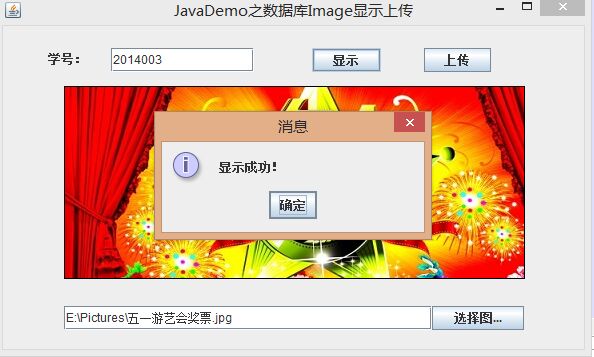 JavaDemo之数据库Image显示上传
学号：
2014003
显示
上传
消息
显示成功！
确定
E:\Pictures\五一游艺会奖票.jpg
选择图...